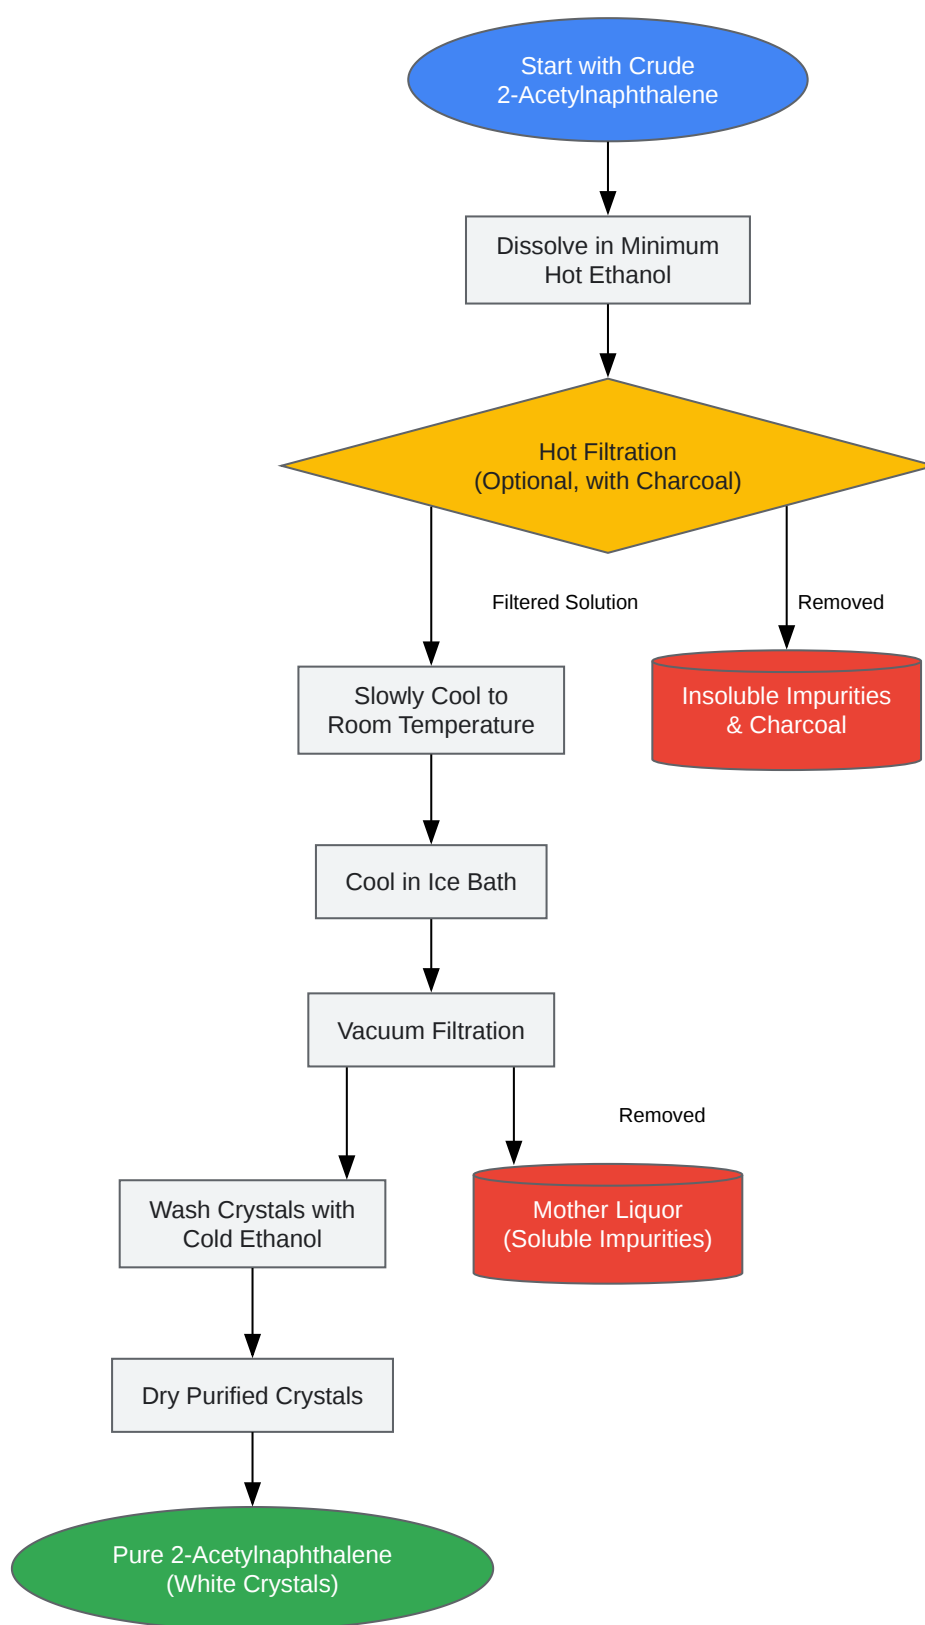 Start with Crude
2-Acetylnaphthalene
Dissolve in Minimum
Hot Ethanol
Hot Filtration
(Optional, with Charcoal)
Filtered Solution
Removed
Slowly Cool to
Room Temperature
Insoluble Impurities
& Charcoal
Cool in Ice Bath
Vacuum Filtration
Removed
Wash Crystals with
Cold Ethanol
Mother Liquor
(Soluble Impurities)
Dry Purified Crystals
Pure 2-Acetylnaphthalene
(White Crystals)